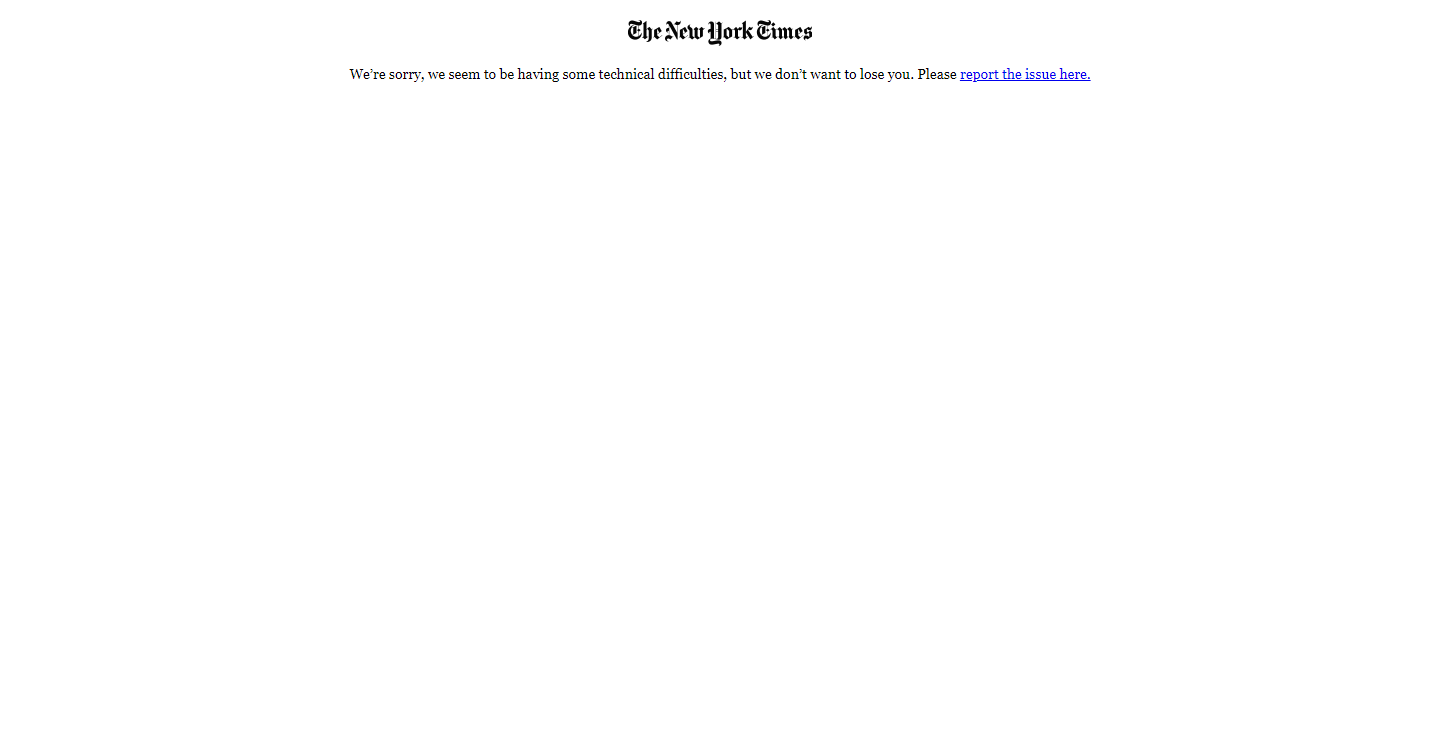 The New York Times
We’re sorry, we seem to be having some technical difficulties, but we don’t want to lose you. Please report the issue here.